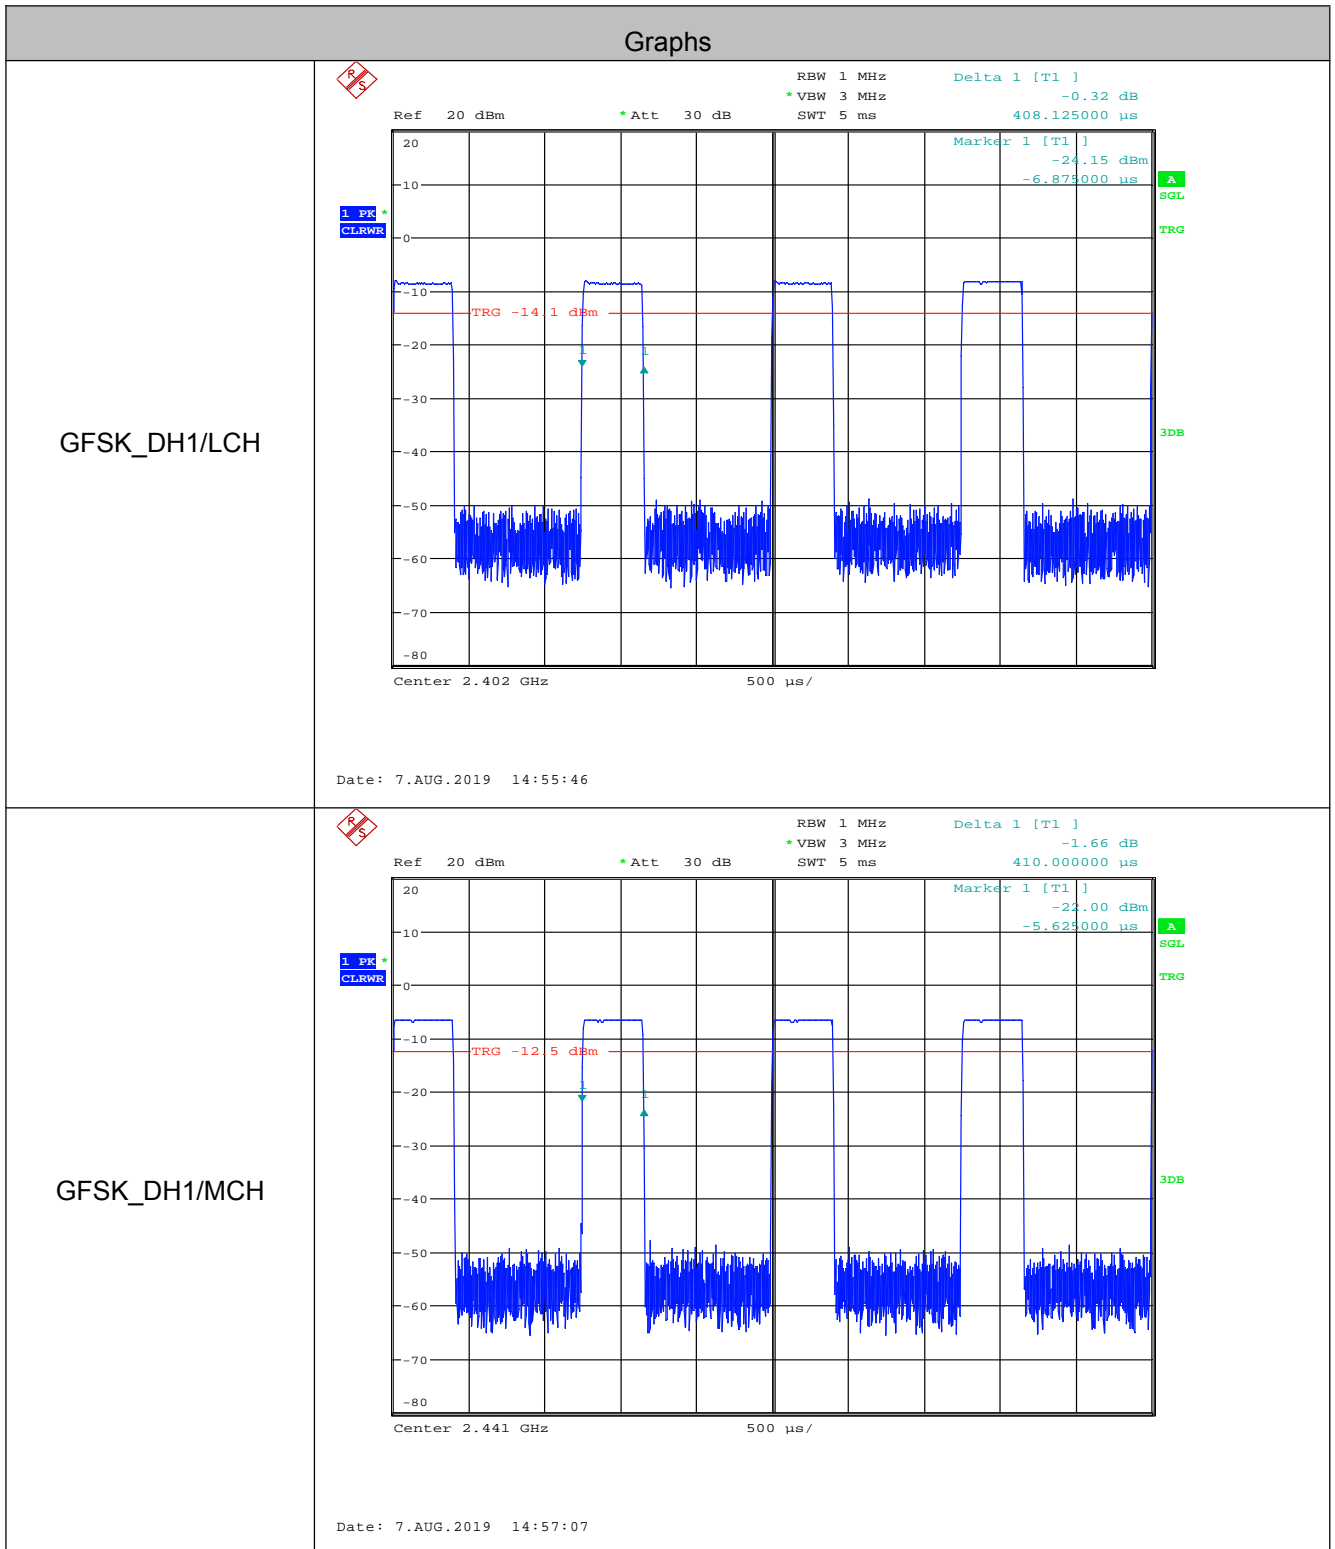 Graphs
GFSK_DH1/LCH
R S
RBW 1 MHz
Delta 1 [T1 ]
* VBW 3 MHz
-0.32 dB
Ref 20 dBm
* Att 30 dB
SWT 5 ms
408.125000 µs
20
Marker 1 [T1 ]
-24.15 dBm
-6.875000 µs
A
SGL
TRG
3DB
1 PK *
CLRWR
10
0
-10
TRG -14.1 dBm
-20
1
1
-30
-40
-50
-60
-70
-80
Center 2.402 GHz
500 µs/
Date: 7.AUG.2019 14:55:46
GFSK_DH1/MCH
R S
RBW 1 MHz
Delta 1 [T1 ]
* VBW 3 MHz
-1.66 dB
Ref 20 dBm
* Att 30 dB
SWT 5 ms
410.000000 µs
20
Marker 1 [T1 ]
-22.00 dBm
-5.625000 µs
A
SGL
TRG
3DB
1 PK *
CLRWR
10
0
-10
TRG -12.5 dBm
-20
1
1
-30
-40
-50
-60
-70
-80
Center 2.441 GHz
500 µs/
Date: 7.AUG.2019 14:57:07